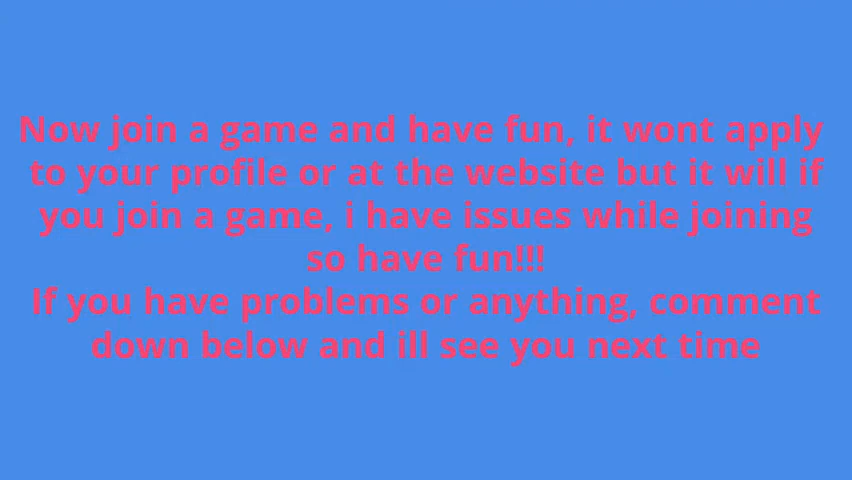 Now join a game and have fun, it wont apply
to your profile or at the website but it will if
you join a game, i have issues while joining
so have fun!!!
If you have problems or anything, comment
down below and ill see you next time